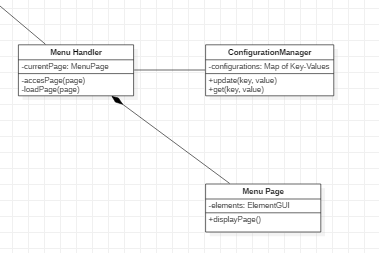 Menu Handler
-currentPage: MenuPage
-accesPage(page)
-loadPage(page)
ConfigurationManager
-configurations: Map of Key-Values
+update(key, value)
+get(key, value)
Menu Page
-elements: ElementGUI
+displayPage()